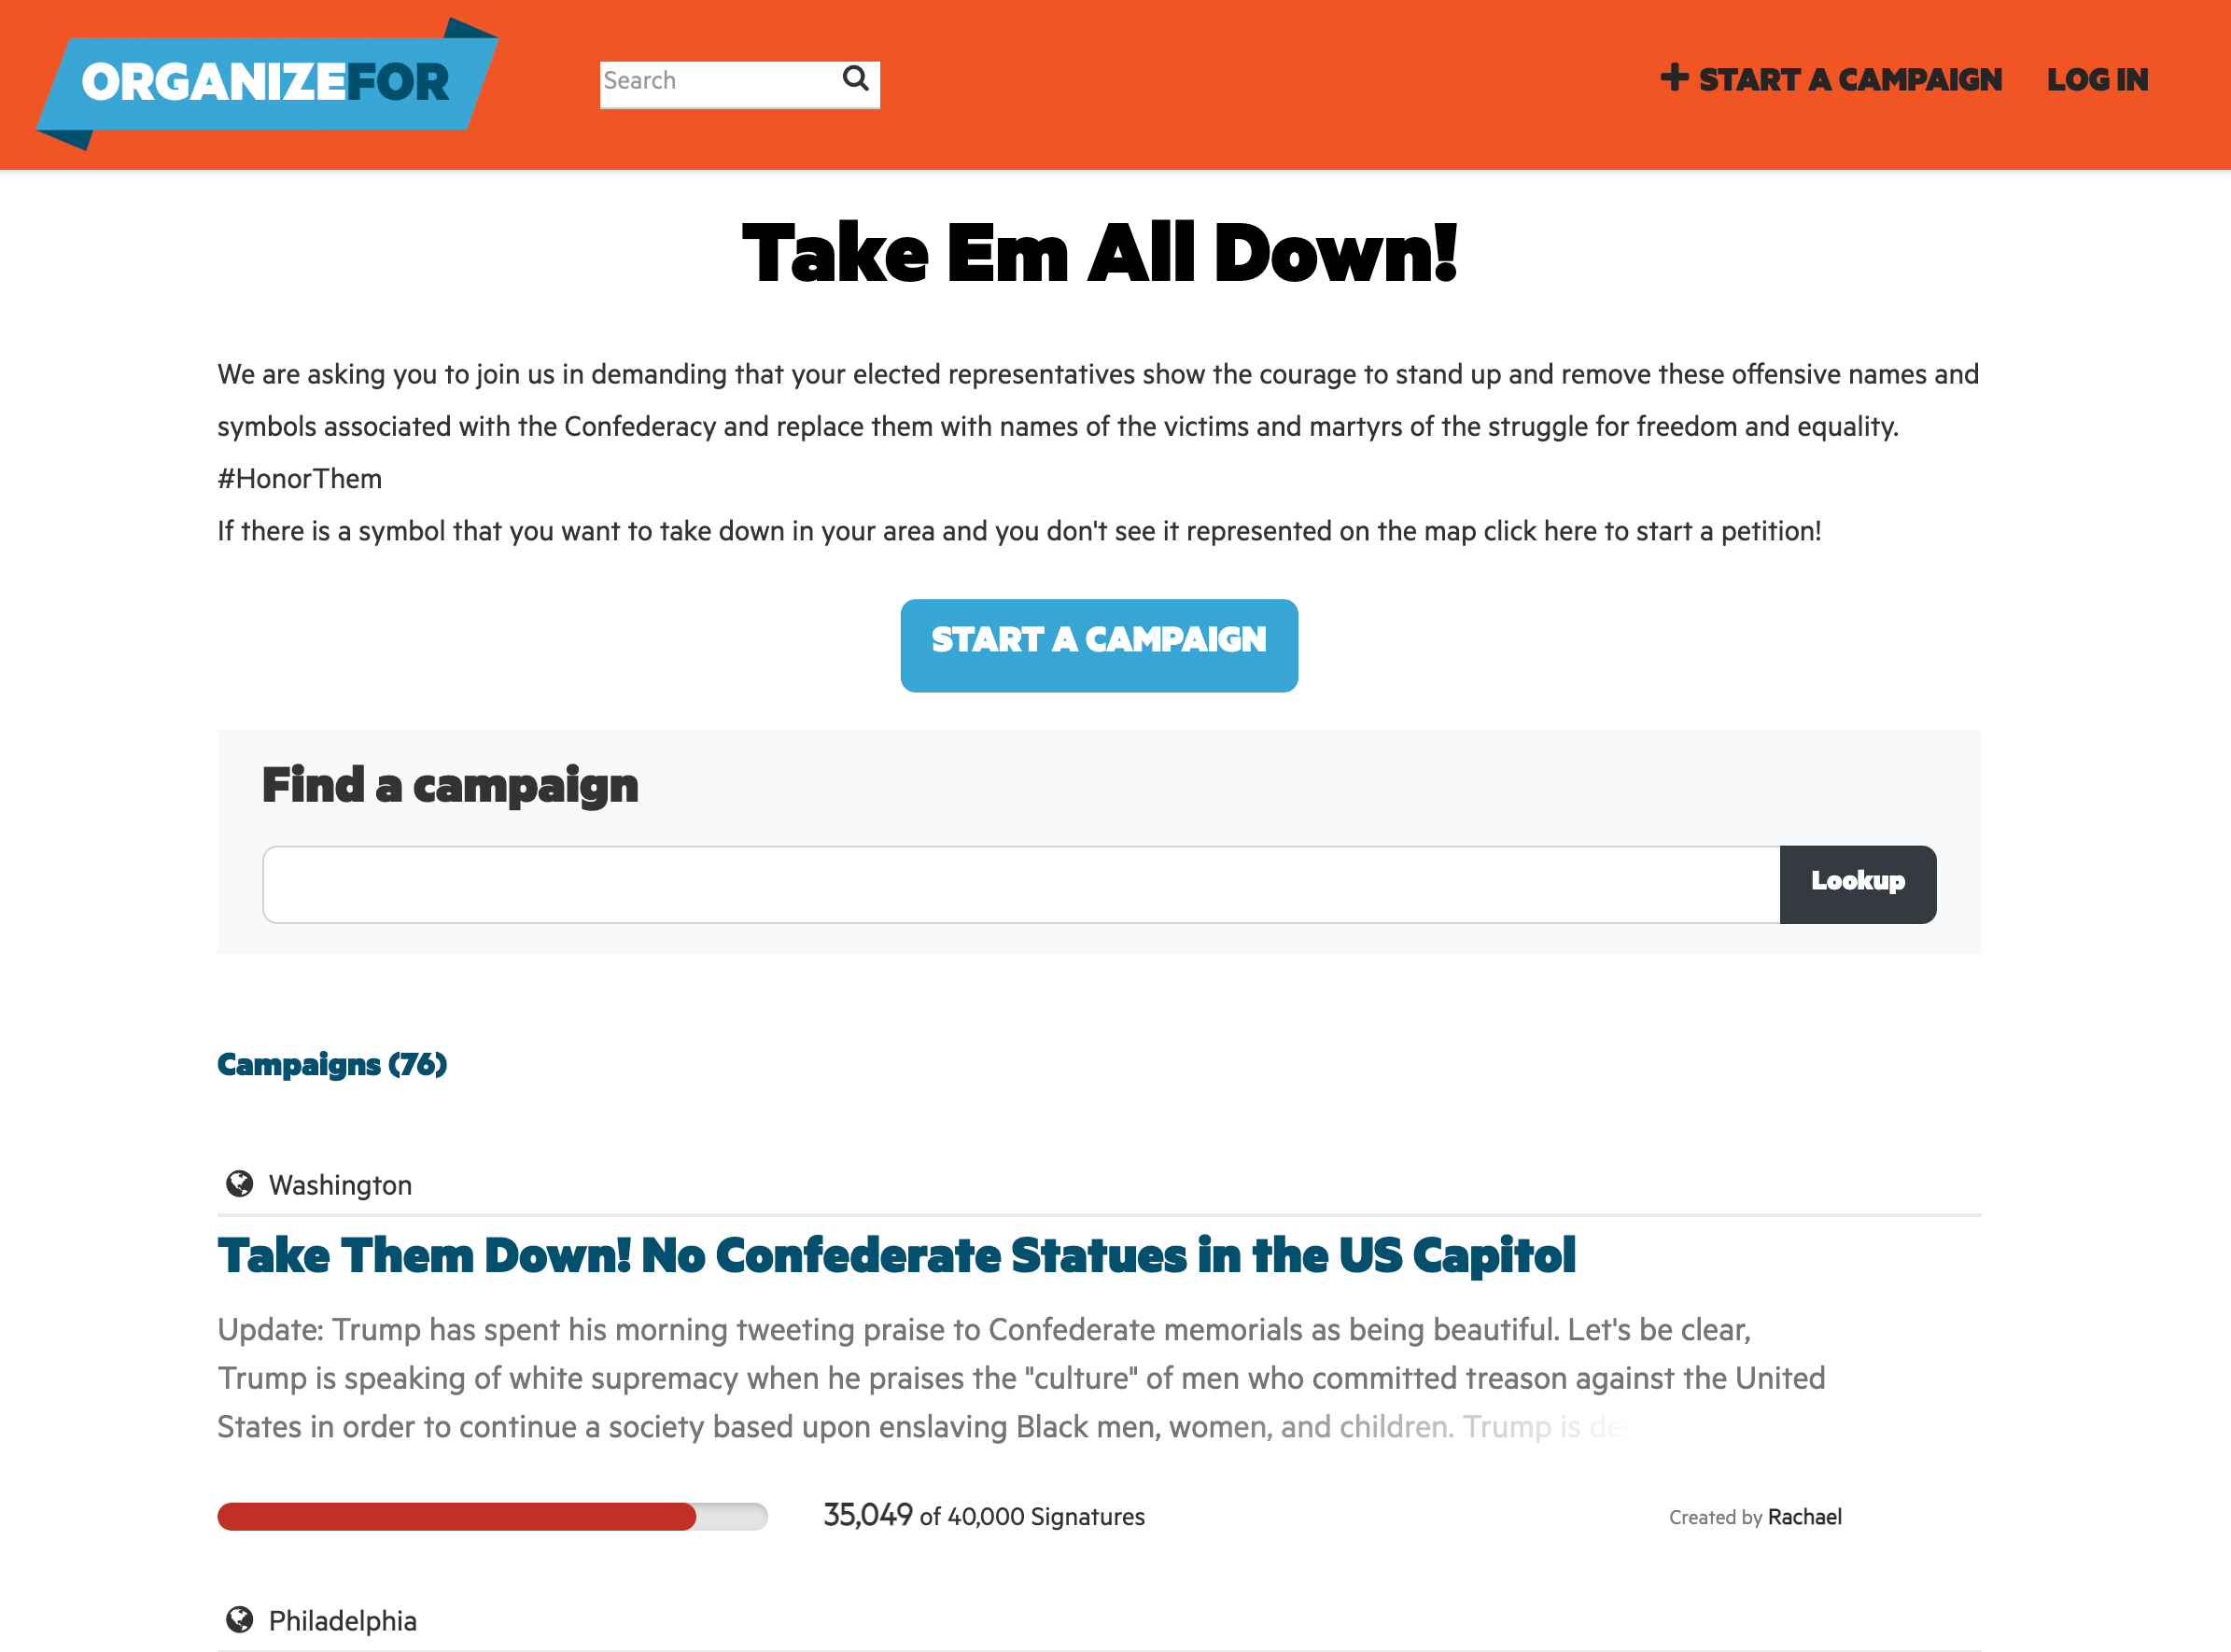 ORGANIZEFOR
Search
START A CAMPAIGN
LOG IN
Take Em All Down!
We are asking you to join us in demanding that your elected representatives show the courage to stand up and remove these offensive names and
symbols associated with the Confederacy and replace them with names of the victims and martyrs of the struggle for freedom and equality.
#HonorThem
If there is a symbol that you want to take down in your area and you don't see it represented on the map click here to start a petition!
START A CAMPAIGN
Find a campaign
Lookup
Campaigns (76)
Washington
Take Them Down! No Confederate Statues in the US Capitol
Update: Trump has spent his morning tweeting praise to Confederate memorials as being beautiful. Let's be clear,
Trump is speaking of white supremacy when he praises the "culture" of men who committed treason against the United
States in order to continue a society based upon enslaving Black men, women, and children. Trump is
35,049 of 40,000 Signatures
Created by Rachael
Philadelphia